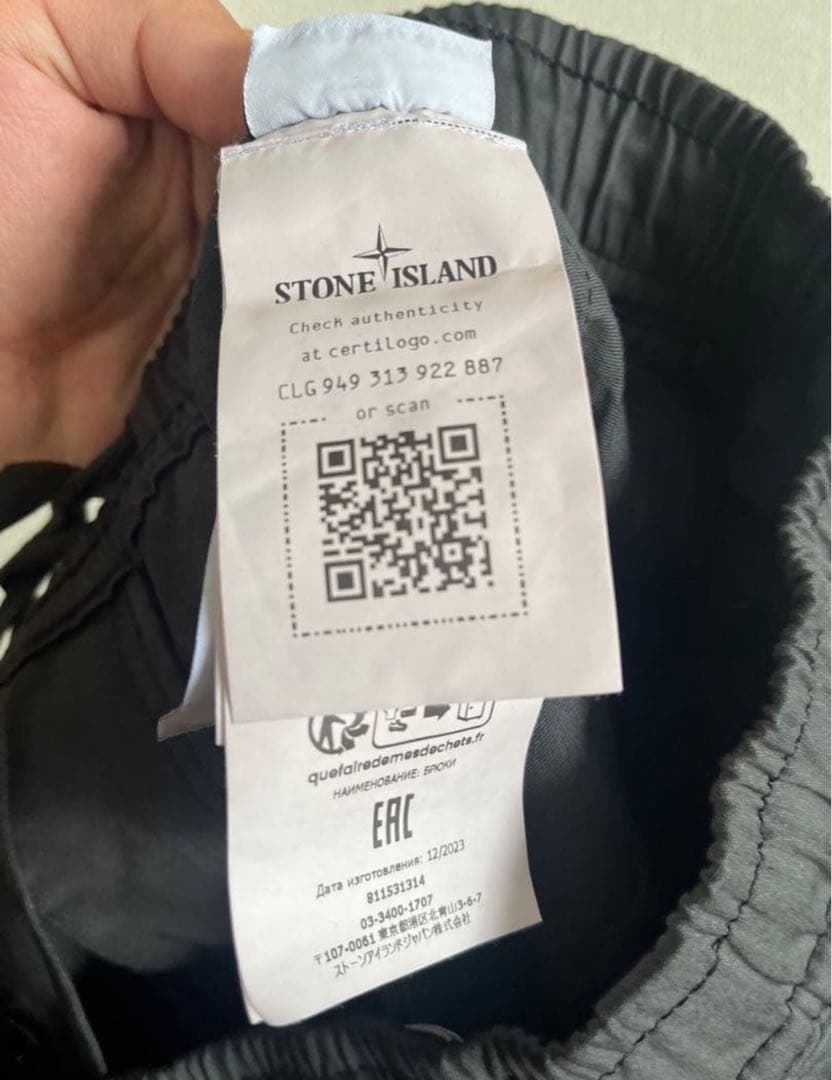 STONE ISLAND
Check authenticity
at certilogo.com
CLG 949 313 922 887
or scan
quefairedemesdechets.fr
НАИМЕНОВАНИЕ: БРЮКИ
EAC
Дата изготовления: 12/2023
811531314
03-3400-1707
〒107-0061 東京都港区北青山3-6-7
ストーンアイランドジャパン株式会社